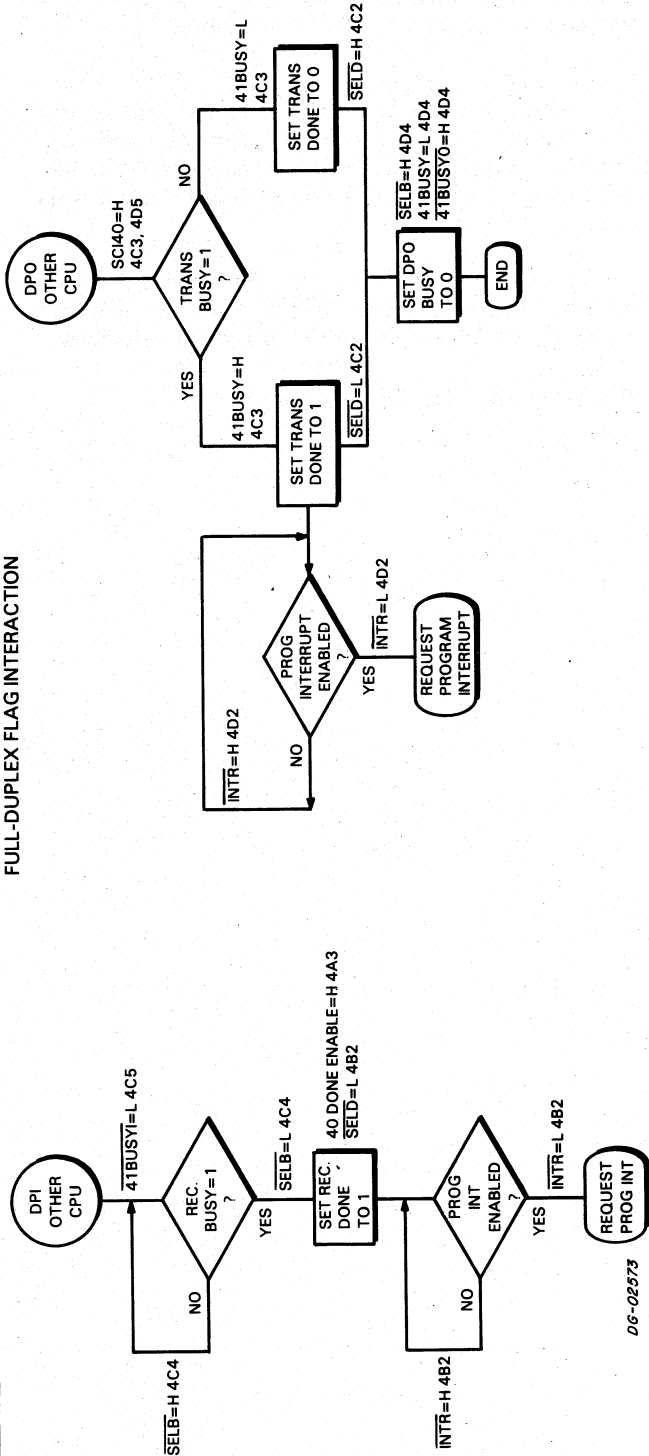 FULL-DUPLEX FLAG INTERACTION
DPI
OTHER
CPU
41BUSYI=L 4C5
REC.
BUSY=1
?
NO
SELB=H 4C4
YES
SELB=L 4C4
SET REC.
DONE
TO 1
40 DONE ENABLE=H 4A3
SELD=L 4B2
PROG
INT
ENABLED
?
NO
INTR=H 4B2
YES
INTR=L 4B2
REQUEST
PROG INT
DG-02573
DPO
OTHER
CPU
SCI40=H
4C3, 4D5
TRANS
BUSY=1
?
YES
NO
41BUSY=H
4C3
41BUSY=L
4C3
SET TRANS
DONE TO 1
SET TRANS
DONE TO 0
SELD=L 4C2
SELD=H 4C2
INTR=H 4D2
PROG
INTERRUPT
ENABLED
?
NO
YES
INTR=L 4D2
REQUEST
PROGRAM
INTERRUPT
SET DPO
BUSY
TO 0
SELB=H 4D4
41BUSY=L 4D4
41BUSYO=H 4D4
END